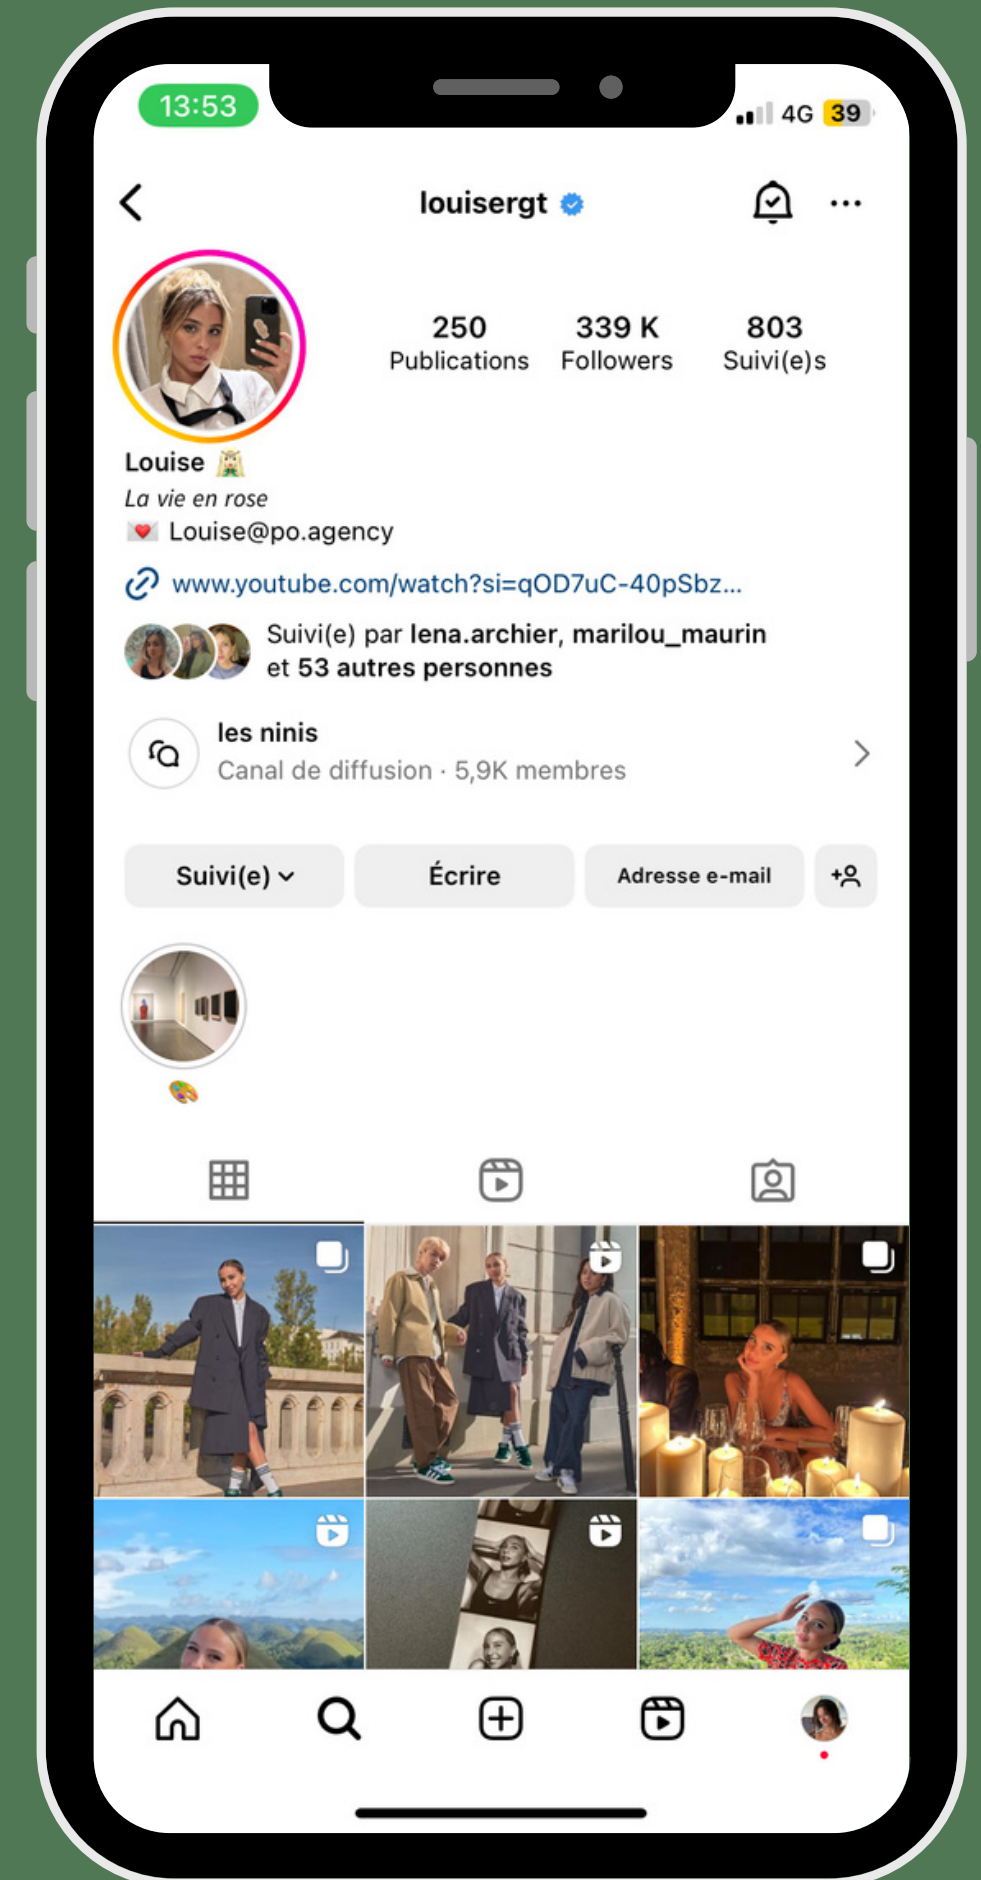 13:53
4G 39
louisergt
250 339 K 803
Publications Followers Suivi(e)s
Louise
La vie en rose
Louise@po.agency
www.youtube.com/watch?si=qOD7uC-40pSbz...
Suivi(e) par lena.archier, marilou_maurin
et 53 autres personnes
les ninis
Canal de diffusion · 5,9K membres
Suivi(e) Écrire Adresse e-mail